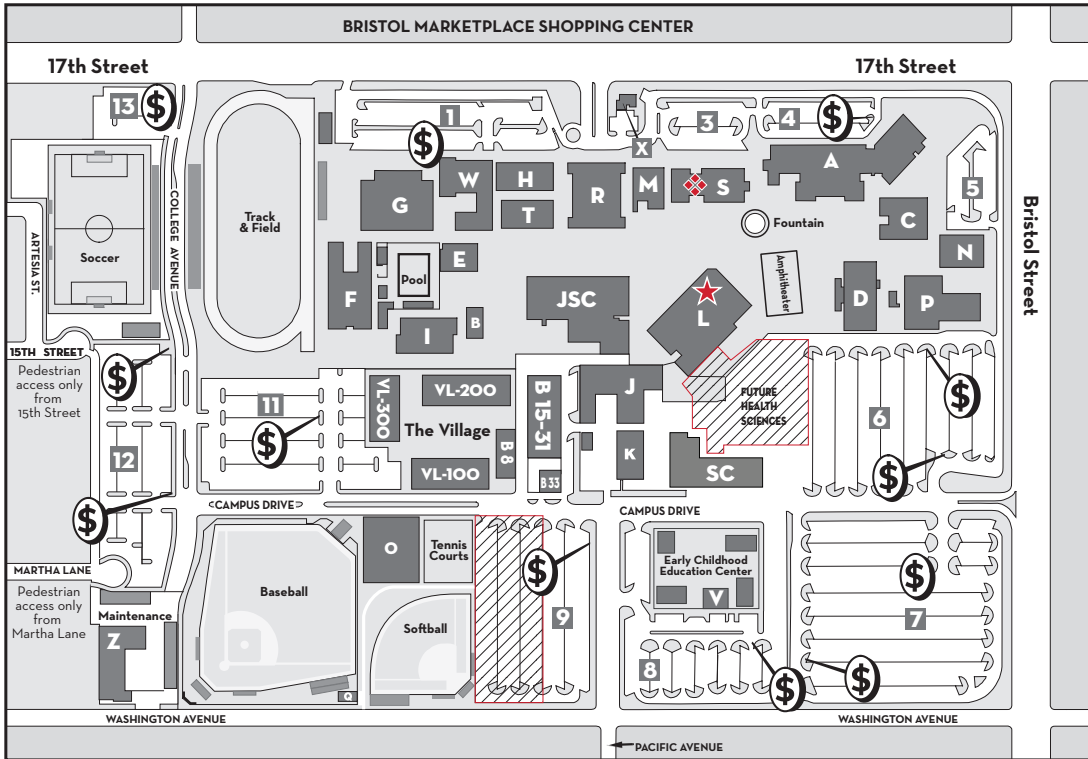 BRISTOL MARKETPLACE SHOPPING CENTER
17th Street
17th Street
13
$
1
$
3
4
$
X
A
5
W
H
M
S
G
R
T
C
COLLEGE AVENUE
Track
& Field
Fountain
Bristol Street
ARTESIA ST.
Soccer
E
N
Pool
Amphitheater
F
JSC
D
P
L
B
I
15TH STREET
Pedestrian
access only
from
15th Street
$
VL-300
VL-200
B 15-31
J
FUTURE
HEALTH
SCIENCES
$
11
6
The Village
$
12
B 8
K
VL-100
SC
$
B 33
$
CAMPUS DRIVE
CAMPUS DRIVE
O
Tennis
Courts
$
Early Childhood
Education Center
MARTHA LANE
$
Pedestrian
access only
from
Martha Lane
Baseball
V
Maintenance
9
7
Softball
Z
8
$
$
Q
WASHINGTON AVENUE
WASHINGTON AVENUE
PACIFIC AVENUE